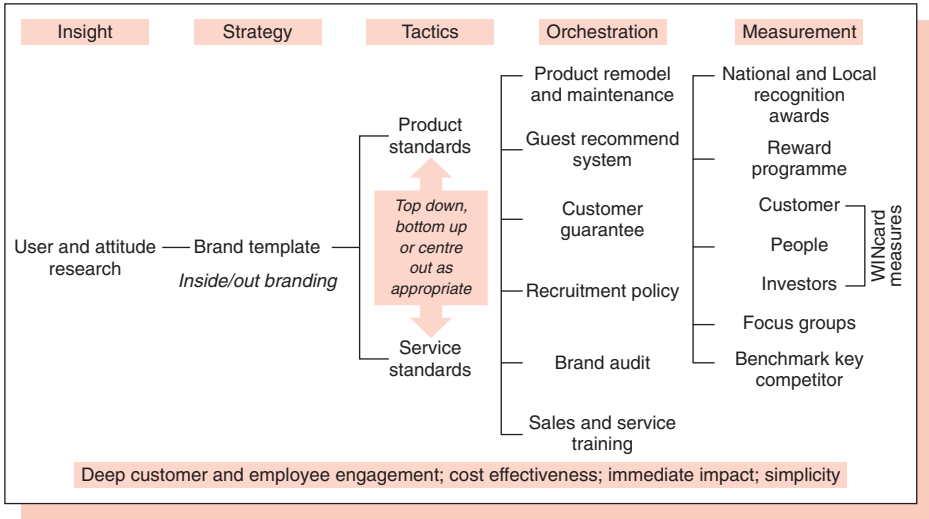 Insight
Strategy
Tactics
Orchestration
Measurement
User and attitude
research
Brand template
Inside/out branding
Product
standards
Top down,
bottom up
or centre
out as
appropriate
Service
standards
Product remodel
and maintenance
Guest recommend
system
Customer
guarantee
Recruitment policy
Brand audit
Sales and service
training
National and Local
recognition
awards
Reward
programme
Customer
People
Investors
WINcard
measures
Focus groups
Benchmark key
competitor
Deep customer and employee engagement; cost effectiveness; immediate impact; simplicity